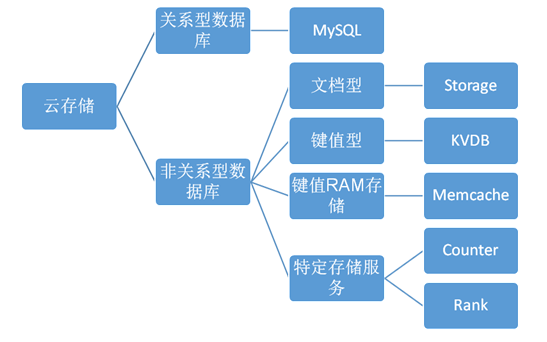 关系型数据
库
MySQL
云存储
文档型
Storage
键值型
KVDB
非关系型数
据库
键值RAM存
储
Memcache
特定存储服
务
Counter
Rank